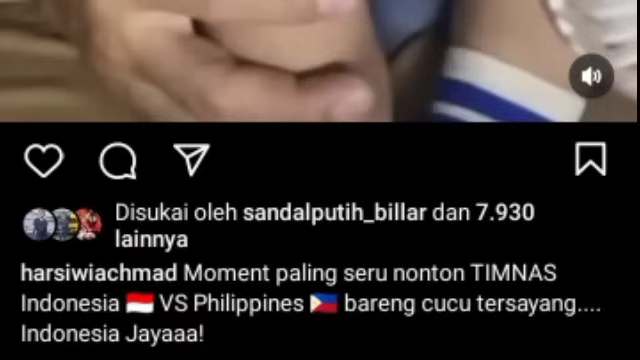 Disukai oleh sandalputih_billar dan 7.930
lainnya
harsiwiachmad Moment paling seru nonton TIMNAS
Indonesia 🇮🇩 VS Philippines 🇵🇭 bareng cucu tersayang....
Indonesia Jayaaa!